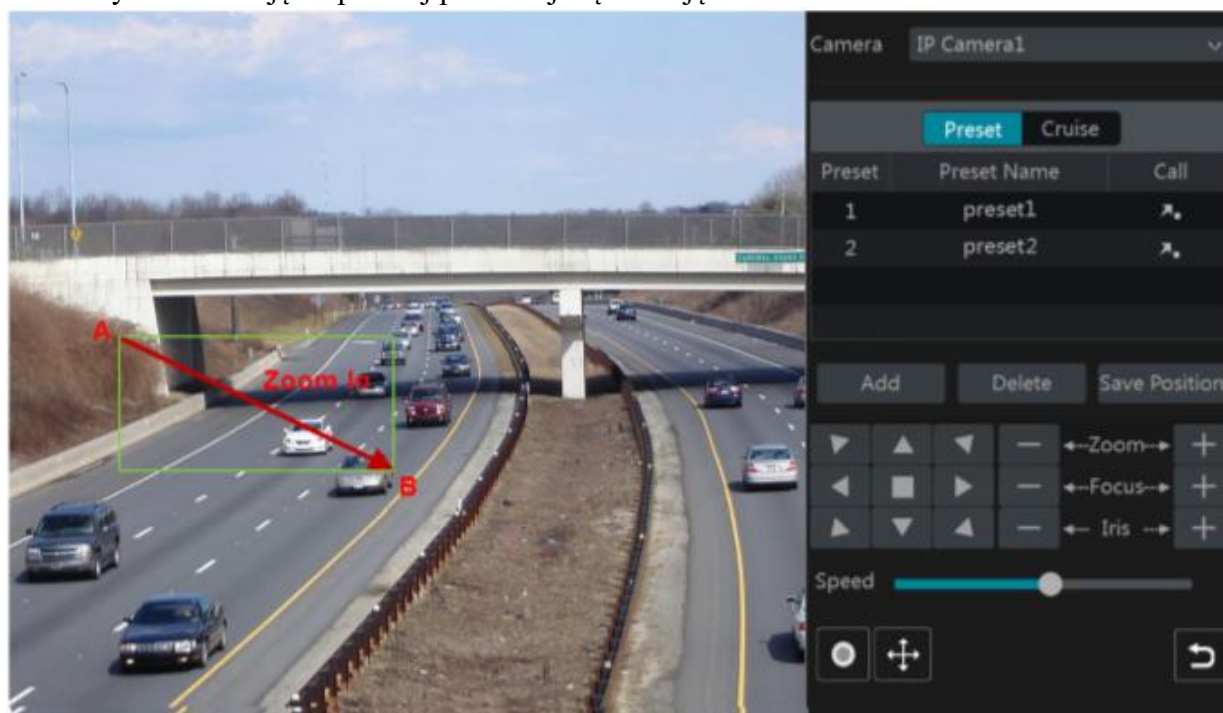 Camera IP Camera1
Preset Cruise
Preset Preset Name Call
1 preset1
2 preset2
A
Zoom In
B
Add Delete Save Position
Zoom
Focus
Iris
Speed